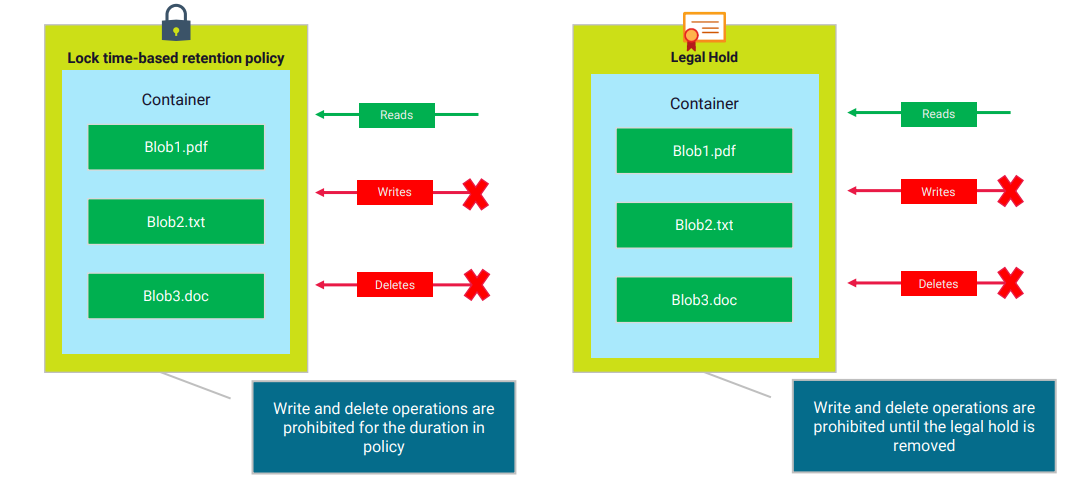 Lock time-based retention policy
Container
Blob1.pdf
Blob2.txt
Blob3.doc
Reads
Writes
Deletes
Write and delete operations are
prohibited for the duration in
policy
Legal Hold
Container
Blob1.pdf
Blob2.txt
Blob3.doc
Reads
Writes
Deletes
Write and delete operations are
prohibited until the legal hold is
removed